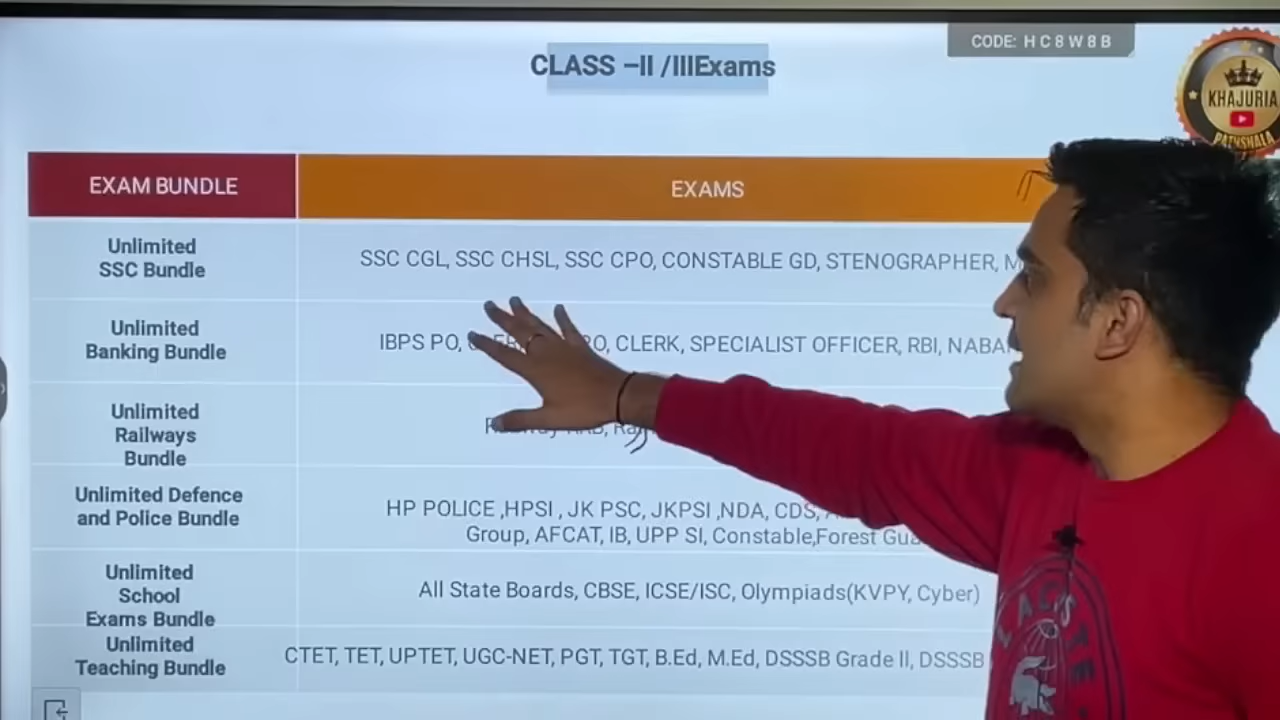 CODE: H C 8 W 8 B
CLASS –II /IIIExams
KHAJURIA
PATHSHALA
EXAM BUNDLE
EXAMS
Unlimited
SSC Bundle
SSC CGL, SSC CHSL, SSC CPO, CONSTABLE GD, STENOGRAPHER,
Unlimited
Banking Bundle
IBPS PO, CLERK, SPECIALIST OFFICER, RBI,
Unlimited
Railways
Bundle
Unlimited Defence
and Police Bundle
HP POLICE ,HPSI , JK PSC, JKPSI ,NDA, CDS,
Group, AFCAT, IB, UPP SI, Constable,Forest
Unlimited
School
Exams Bundle
All State Boards, CBSE, ICSE/ISC, Olympiads(KVPY, Cyber)
Unlimited
Teaching Bundle
CTET, TET, UPTET, UGC-NET, PGT, TGT, B.Ed, M.Ed, DSSSB Grade II, DSSSB